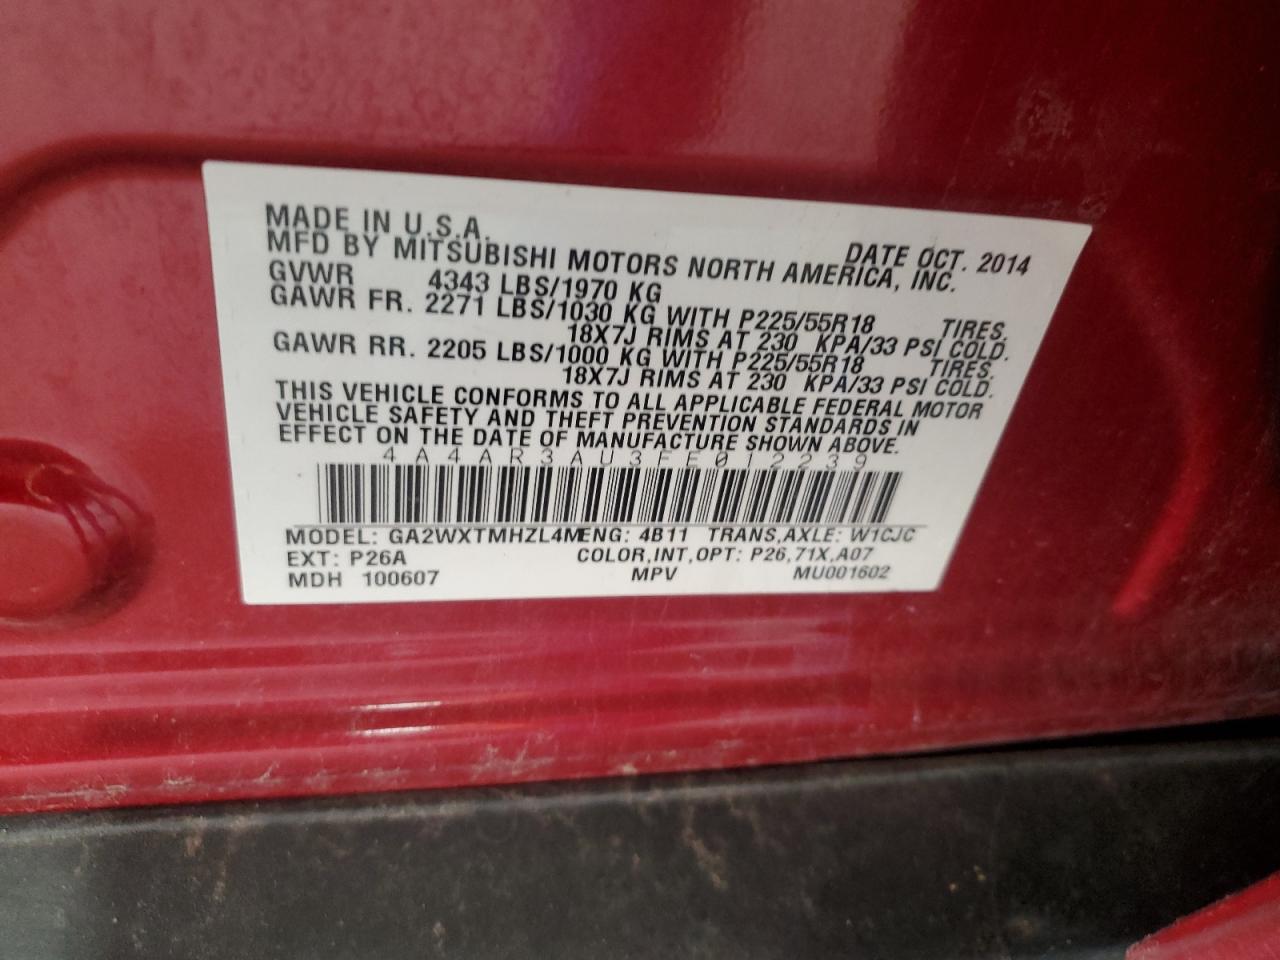 MADE IN U.S.A. DATE OCT. 2014
MFD BY MITSUBISHI MOTORS NORTH AMERICA, INC.
GVWR 4343 LBS/1970 KG
GAWR FR. 2271 LBS/1030 KG WITH P225/55R18 TIRES.
18X7J RIMS AT 230 KPA/33 PSI COLD.
GAWR RR. 2205 LBS/1000 KG WITH P225/55R18 TIRES.
18X7J RIMS AT 230 KPA/33 PSI COLD.
THIS VEHICLE CONFORMS TO ALL APPLICABLE FEDERAL MOTOR
VEHICLE SAFETY AND THEFT PREVENTION STANDARDS IN
EFFECT ON THE DATE OF MANUFACTURE SHOWN ABOVE.
4A4AR3AU3FE012239
MODEL: GA2WXTMHZL4M ENG: 4B11 TRANS,AXLE: W1CJC
EXT: P26A COLOR,INT,OPT: P26,71X,A07
MDH 100607 MPV MU001602